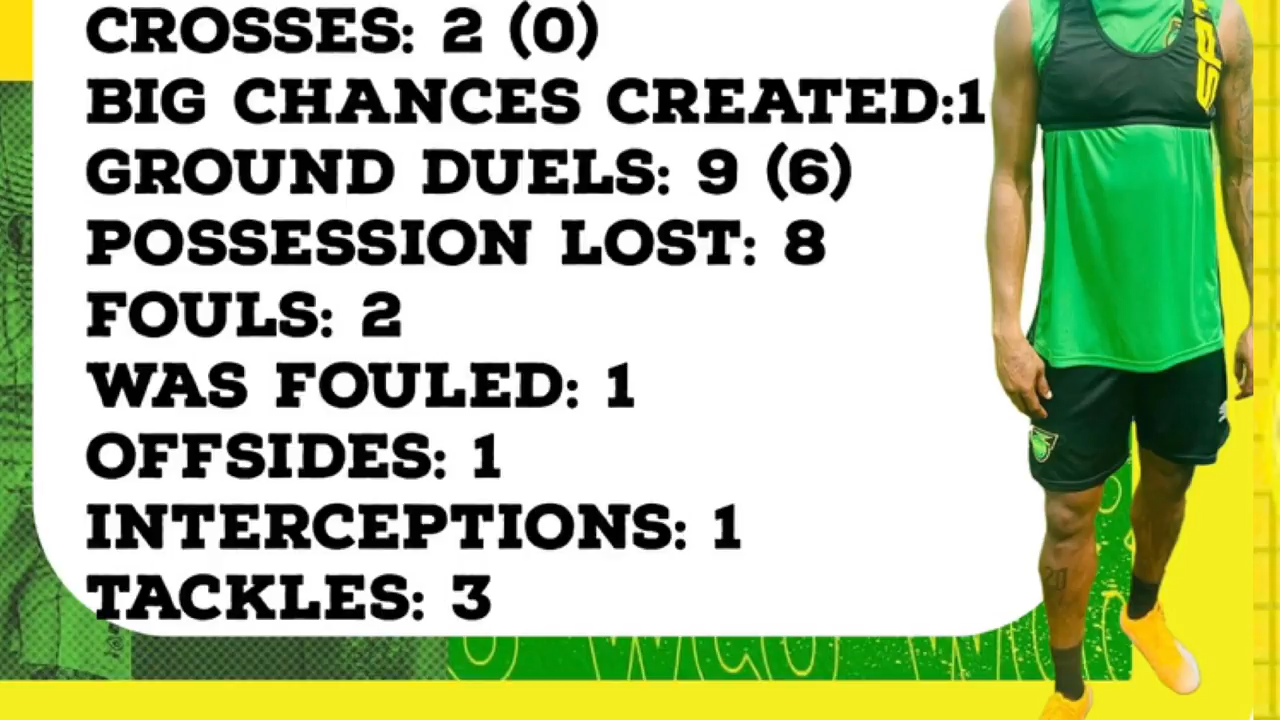 CROSSES: 2 (0)
BIG CHANCES CREATED:1
GROUND DUELS: 9 (6)
POSSESSION LOST: 8
FOULS: 2
WAS FOULED: 1
OFFSIDES: 1
INTERCEPTIONS: 1
TACKLES: 3